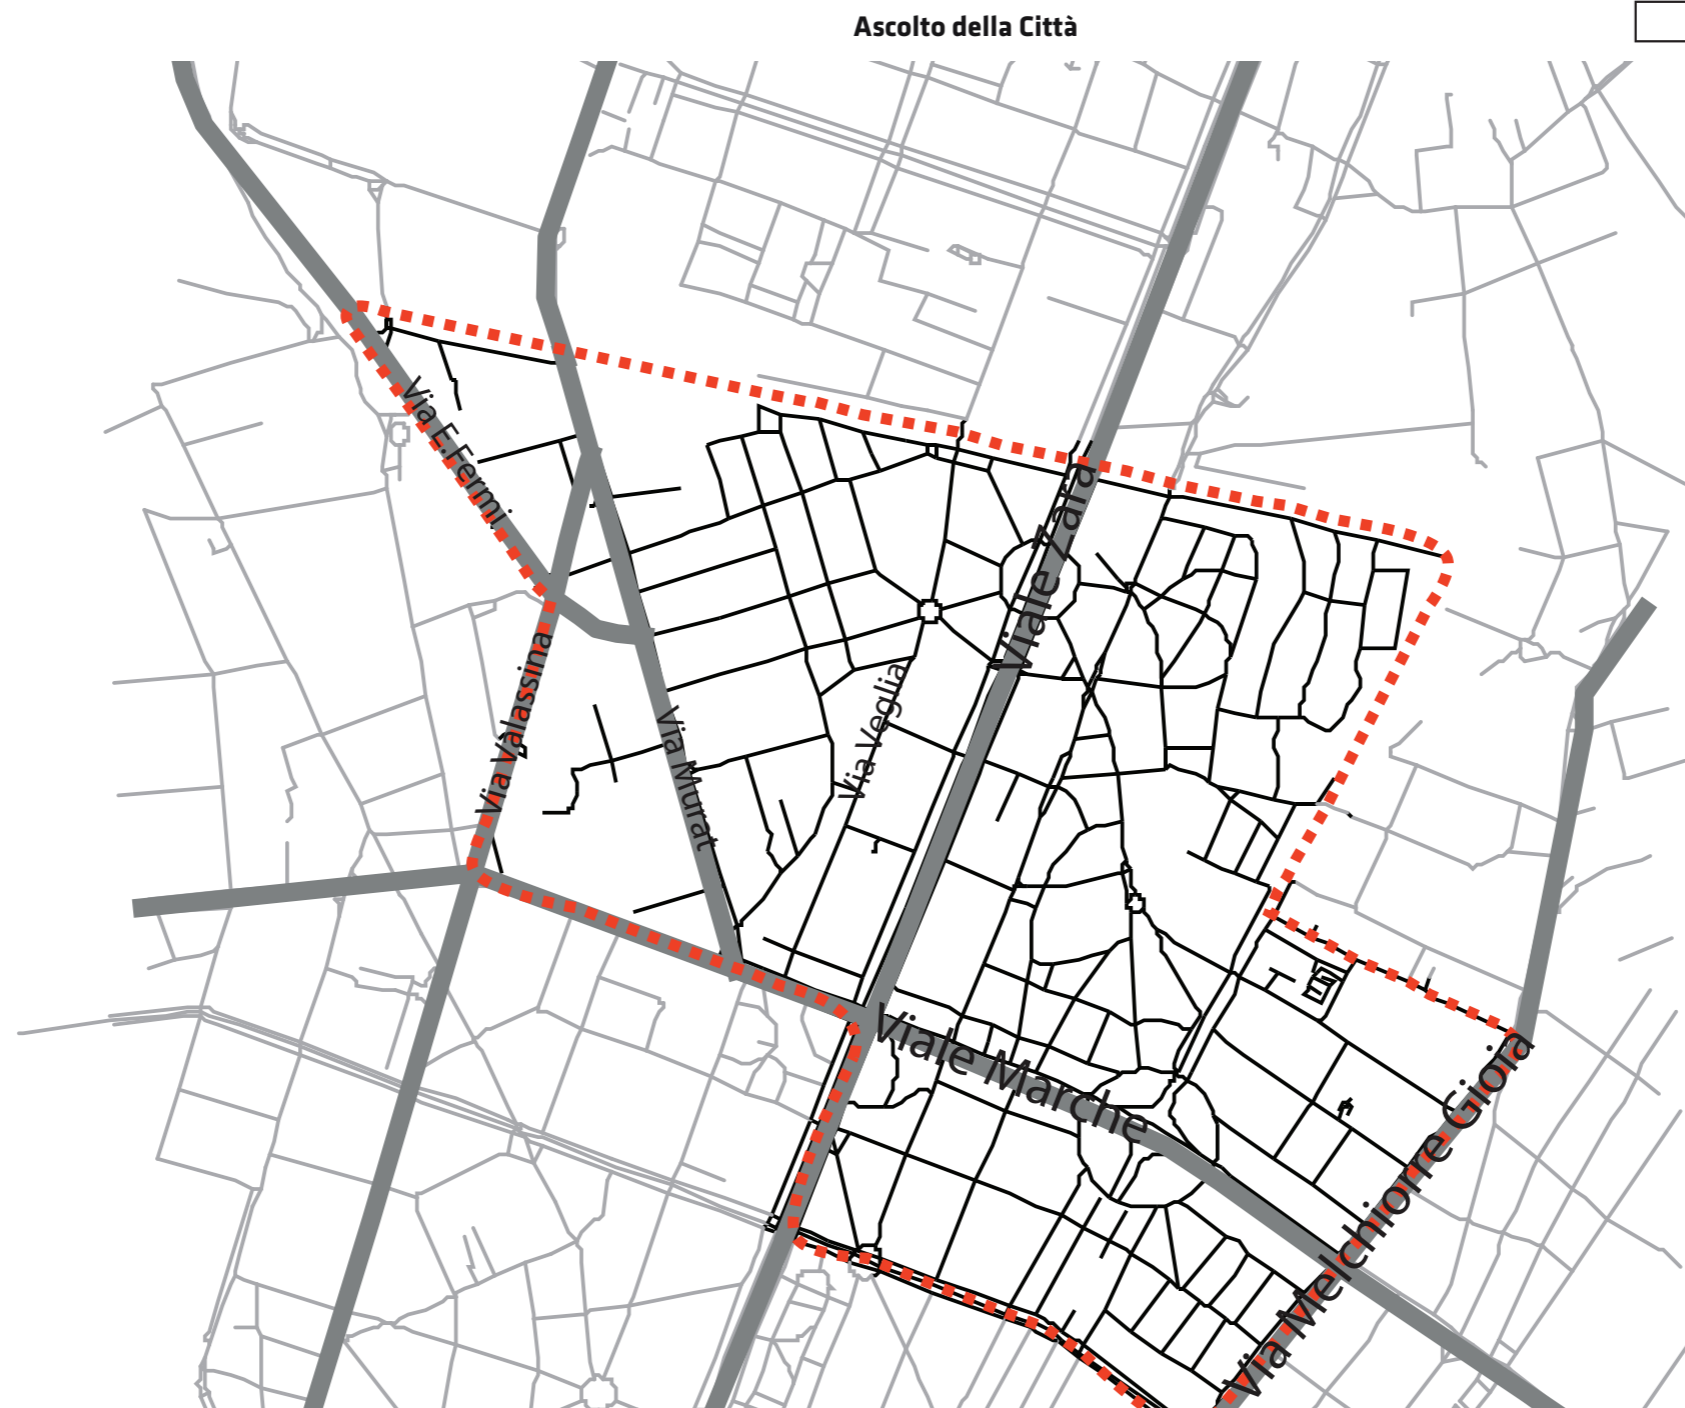 Ascolto della Città
Via E.Fermi
Viale Zara
Via Valassina
Via Veglia
Via Murat
Viale Marche
Via Melchiorre Gioia